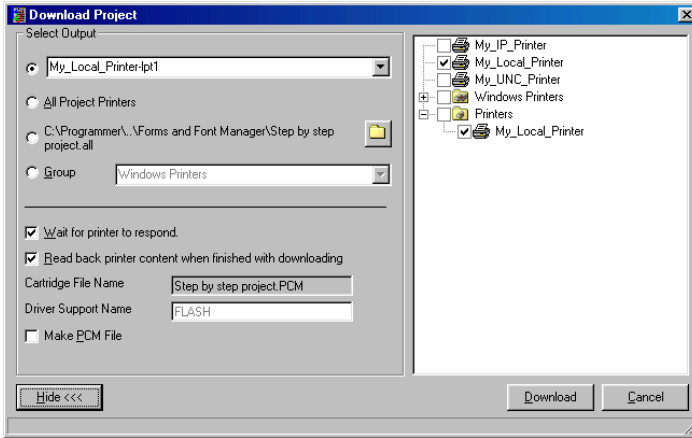 Download Project
Select Output
My_Local_Printer-lpt1
All Project Printers
C:\Programmer\..\Forms and Font Manager\Step by step
project.all
Group
Windows Printers
Wait for printer to respond.
Read back printer content when finished with downloading
Cartridge File Name
Step by step project.PCM
Driver Support Name
FLASH
Make PCM File
My_IP_Printer
My_Local_Printer
My_UNC_Printer
Windows Printers
Printers
My_Local_Printer
Hide <<<
Download
Cancel